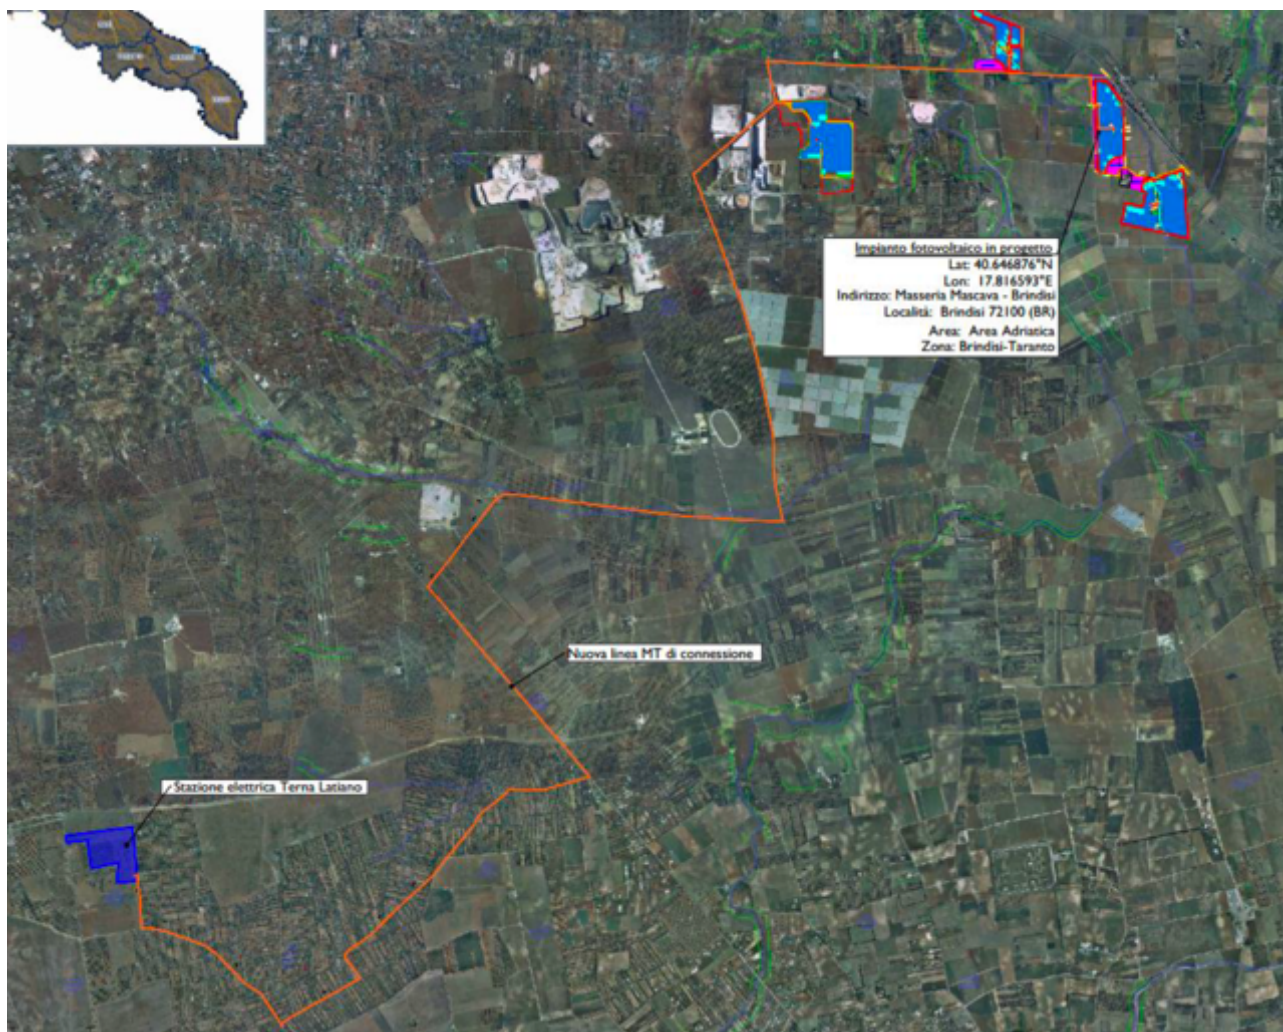 Impianto fotovoltaico in progetto
Lat: 40.646876°N
Lon: 17.816593°E
Indirizzo: Masseria Mascava - Brindisi
Località: Brindisi 72100 (BR)
Area: Area Adriatica
Zona: Brindisi-Taranto
Nuova linea MT di connessione
Stazione elettrica Terna Latiano